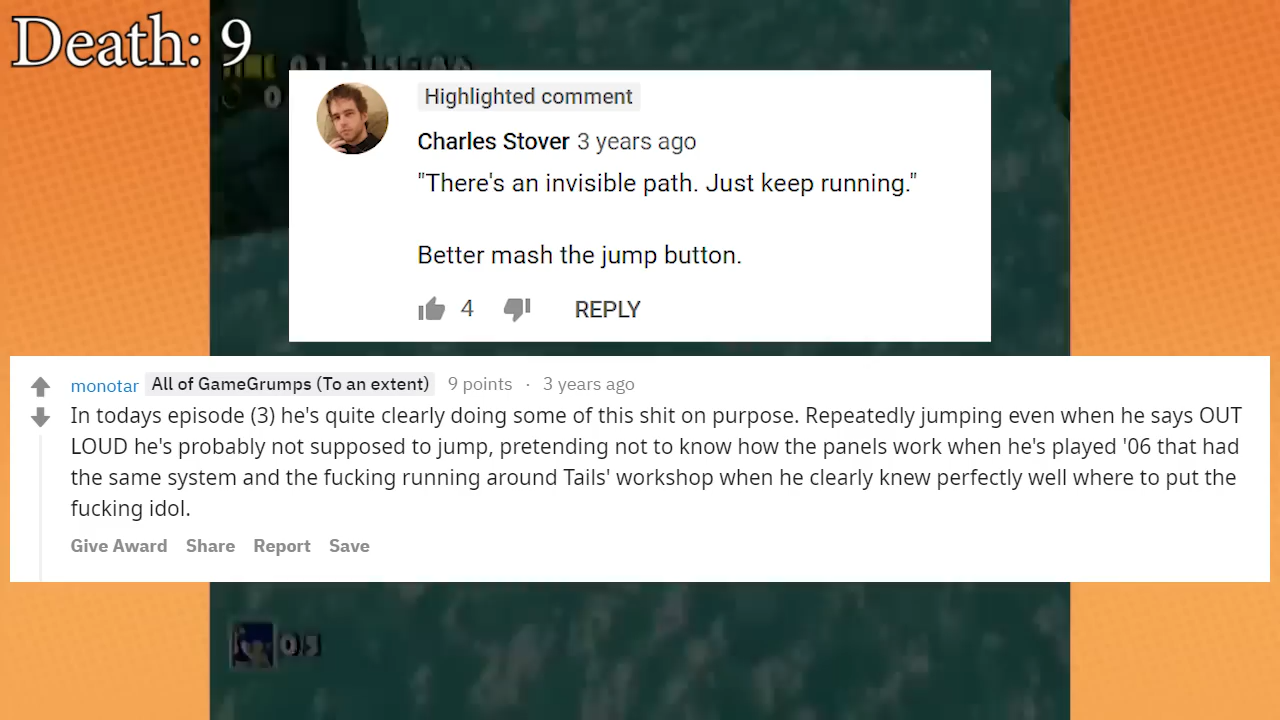 Death: 9
Highlighted comment
Charles Stover 3 years ago
"There's an invisible path. Just keep running."
Better mash the jump button.
4 REPLY
monotar All of GameGrumps (To an extent) 9 points · 3 years ago
In todays episode (3) he's quite clearly doing some of this shit on purpose. Repeatedly jumping even when he says OUT
LOUD he's probably not supposed to jump, pretending not to know how the panels work when he's played '06 that had
the same system and the fucking running around Tails' workshop when he clearly knew perfectly well where to put the
fucking idol.
Give Award Share Report Save